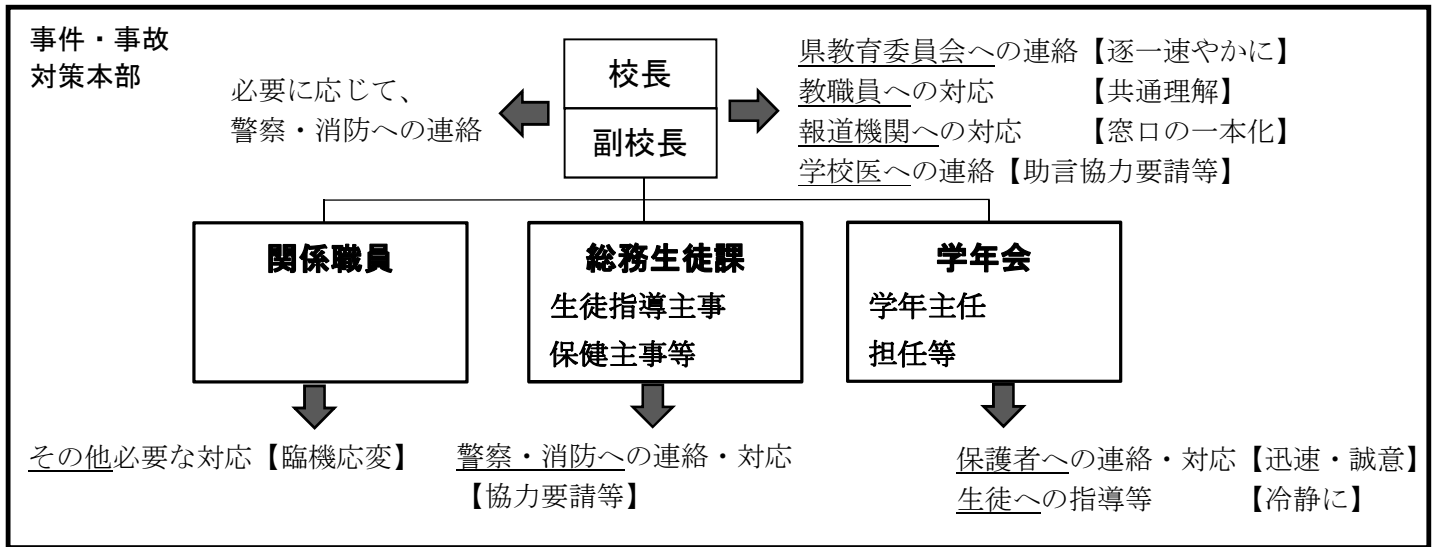 事件・事故
対策本部
必要に応じて、
警察・消防への連絡
校長
副校長
県教育委員会への連絡【逐一速やかに】
教職員への対応　　　　【共通理解】
報道機関への対応　　　【窓口の一本化】
学校医への連絡【助言協力要請等】
関係職員
総務生徒課
生徒指導主事
保健主事等
学年会
学年主任
担任等
その他必要な対応【臨機応変】
警察・消防への連絡・対応
【協力要請等】
保護者への連絡・対応【迅速・誠意】
生徒への指導等　　　　【冷静に】